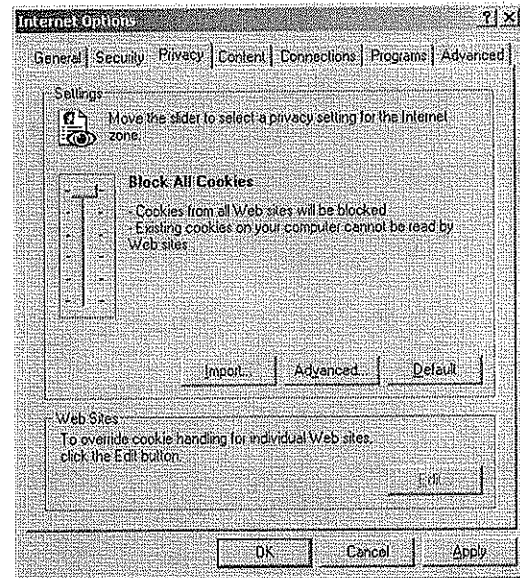 Internet Options
General Security Privacy Content Connections Programs Advanced
Settings
Move the slider to select a privacy setting for the Internet
zone.
Block All Cookies
- Cookies from all Web sites will be blocked
- Existing cookies on your computer cannot be read by
Web sites
Import... Advanced... Default
Web Sites
To override cookie handling for individual Web sites,
click the Edit button.
Edit...
OK Cancel Apply